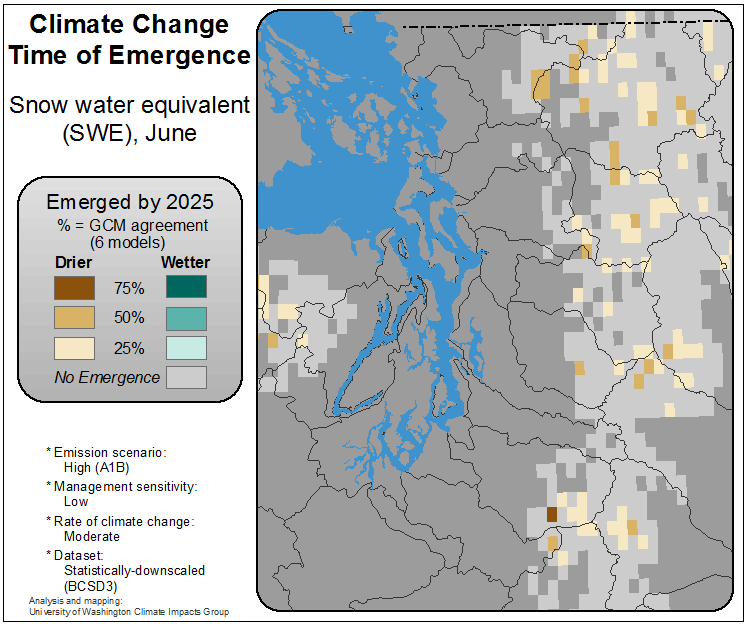 Climate Change
Time of Emergence
Snow water equivalent
(SWE), June
Emerged by 2025
% = GCM agreement
(6 models)
Drier Wetter
75%
50%
25%
No Emergence
* Emission scenario:
High (A1B)
* Management sensitivity:
Low
* Rate of climate change:
Moderate
* Dataset:
Statistically-downscaled
(BCSD3)
Analysis and mapping:
University of Washington Climate Impacts Group